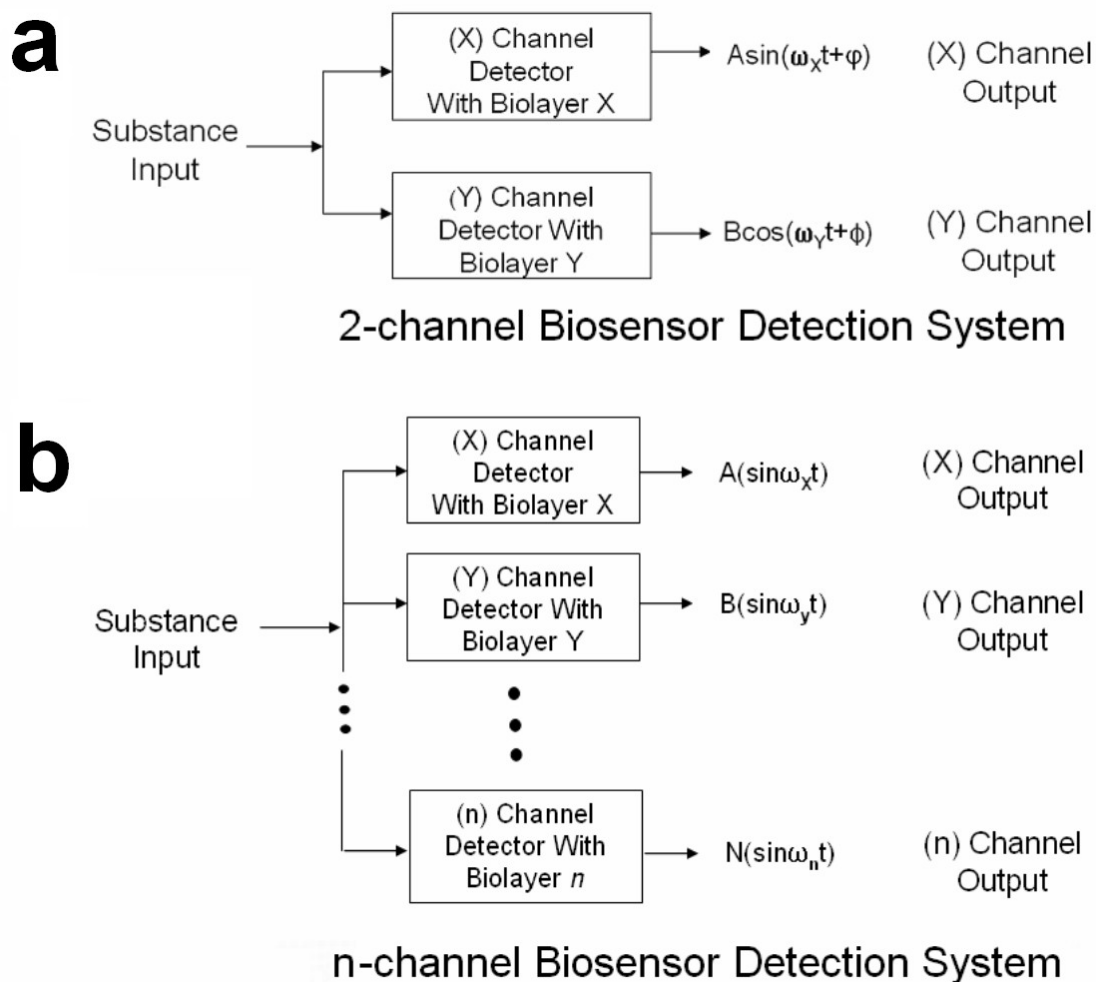 a
(X) Channel
Detector
With Biolayer X
Asin(ωXt+φ)
(X) Channel
Output
Substance
Input
(Y) Channel
Detector With
Biolayer Y
Bcos(ωYt+ϕ)
(Y) Channel
Output
2-channel Biosensor Detection System
b
(X) Channel
Detector
With Biolayer X
A(sinωxt)
(X) Channel
Output
Substance
Input
(Y) Channel
Detector With
Biolayer Y
B(sinωyt)
(Y) Channel
Output
(n) Channel
Detector With
Biolayer n
N(sinωnt)
(n) Channel
Output
n-channel Biosensor Detection System